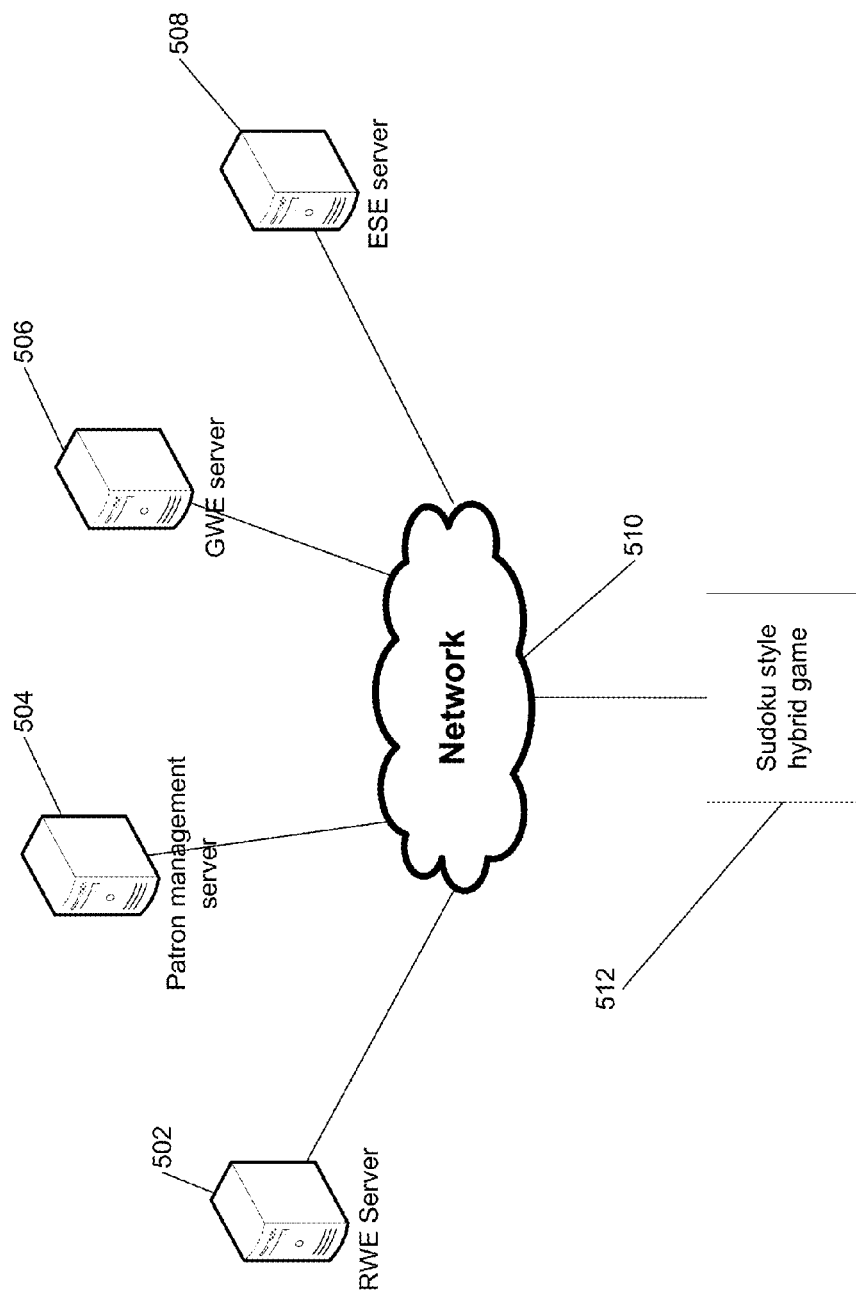 504
506
508
502
Patron management
server
GWE server
ESE server
RWE Server
Network
510
512
Sudoku style
hybrid game